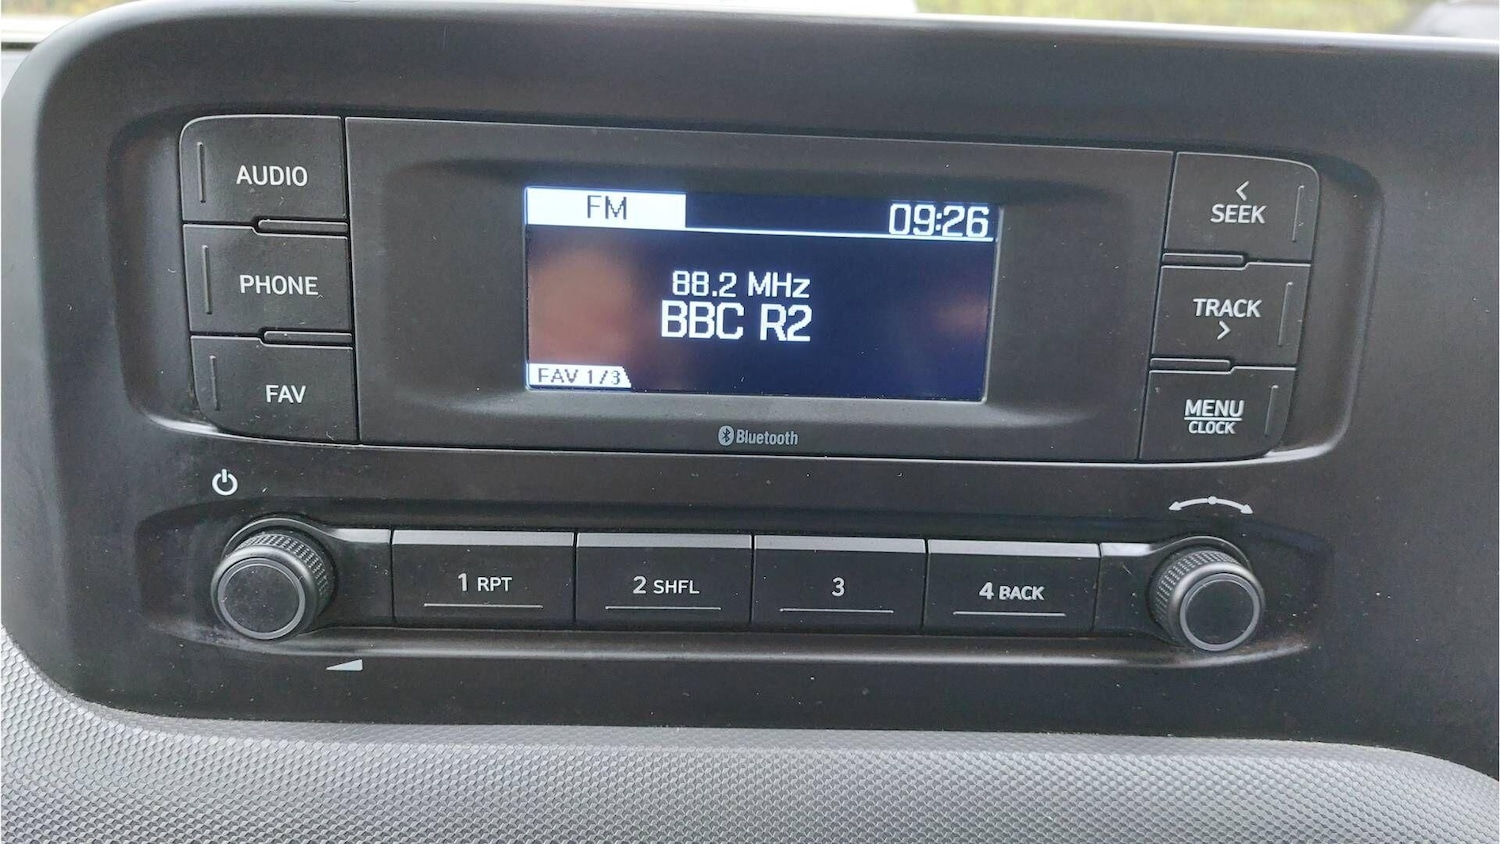 AUDIO
PHONE
FAV
FM
09:26
88.2 MHz
BBC R2
FAV 1/3
Bluetooth
<
SEEK
TRACK
>
MENU
CLOCK
1 RPT
2 SHFL
3
4 BACK